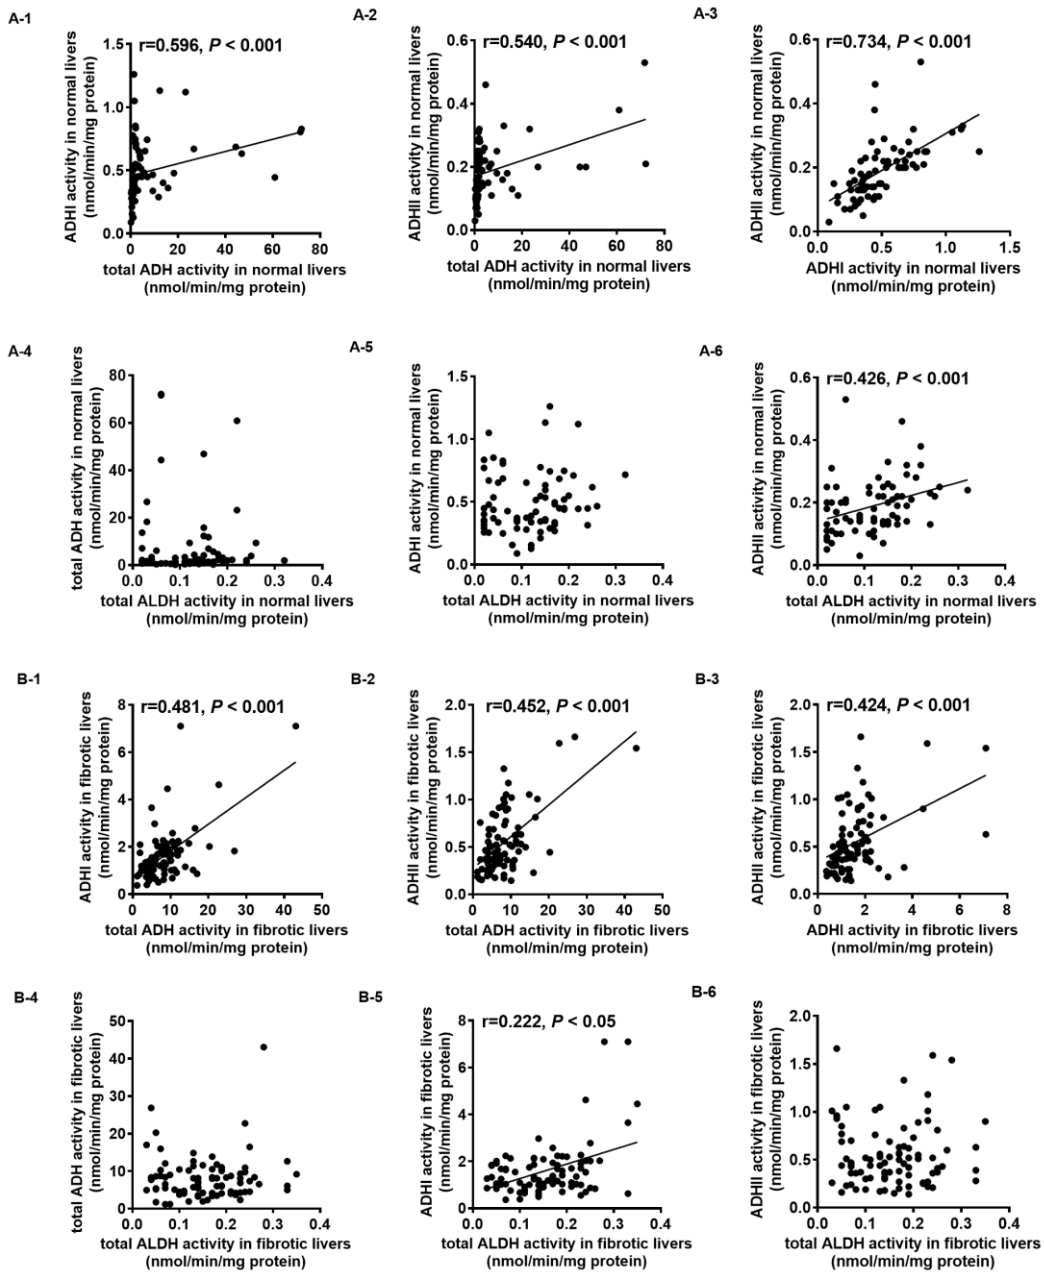 A-1
r=0.596, P < 0.001
ADHI activity in normal livers
(nmol/min/mg protein)
1.5
1.0
0.5
0.0
0 20 40 60 80
total ADH activity in normal livers
(nmol/min/mg protein)
A-2
r=0.540, P < 0.001
ADHII activity in normal livers
(nmol/min/mg protein)
0.6
0.4
0.2
0.0
0 20 40 60 80
total ADH activity in normal livers
(nmol/min/mg protein)
A-3
r=0.734, P < 0.001
ADHII activity in normal livers
(nmol/min/mg protein)
0.6
0.4
0.2
0.0
0.0 0.5 1.0 1.5
ADHI activity in normal livers
(nmol/min/mg protein)
A-4
total ADH activity in normal livers
(nmol/min/mg protein)
80
60
40
20
0
0.0 0.1 0.2 0.3 0.4
total ALDH activity in normal livers
(nmol/min/mg protein)
A-5
ADHI activity in normal livers
(nmol/min/mg protein)
1.5
1.0
0.5
0.0
0.0 0.1 0.2 0.3 0.4
total ALDH activity in normal livers
(nmol/min/mg protein)
A-6
r=0.426, P < 0.001
ADHII activity in normal livers
(nmol/min/mg protein)
0.6
0.4
0.2
0.0
0.0 0.1 0.2 0.3 0.4
total ALDH activity in normal livers
(nmol/min/mg protein)
B-1
r=0.481, P < 0.001
ADHI activity in fibrotic livers
(nmol/min/mg protein)
8
6
4
2
0
0 10 20 30 40 50
total ADH activity in fibrotic livers
(nmol/min/mg protein)
B-2
r=0.452, P < 0.001
ADHII activity in fibrotic livers
(nmol/min/mg protein)
2.0
1.5
1.0
0.5
0.0
0 10 20 30 40 50
total ADH activity in fibrotic livers
(nmol/min/mg protein)
B-3
r=0.424, P < 0.001
ADHII activity in fibrotic livers
(nmol/min/mg protein)
2.0
1.5
1.0
0.5
0.0
0 2 4 6 8
ADHI activity in fibrotic livers
(nmol/min/mg protein)
B-4
total ADH activity in fibrotic livers
(nmol/min/mg protein)
50
40
30
20
10
0
0.0 0.1 0.2 0.3 0.4
total ALDH activity in fibrotic livers
(nmol/min/mg protein)
B-5
r=0.222, P < 0.05
ADHI activity in fibrotic livers
(nmol/min/mg protein)
8
6
4
2
0
0.0 0.1 0.2 0.3 0.4
total ALDH activity in fibrotic livers
(nmol/min/mg protein)
B-6
ADHII activity in fibrotic livers
(nmol/min/mg protein)
2.0
1.5
1.0
0.5
0.0
0.0 0.1 0.2 0.3 0.4
total ALDH activity in fibrotic livers
(nmol/min/mg protein)